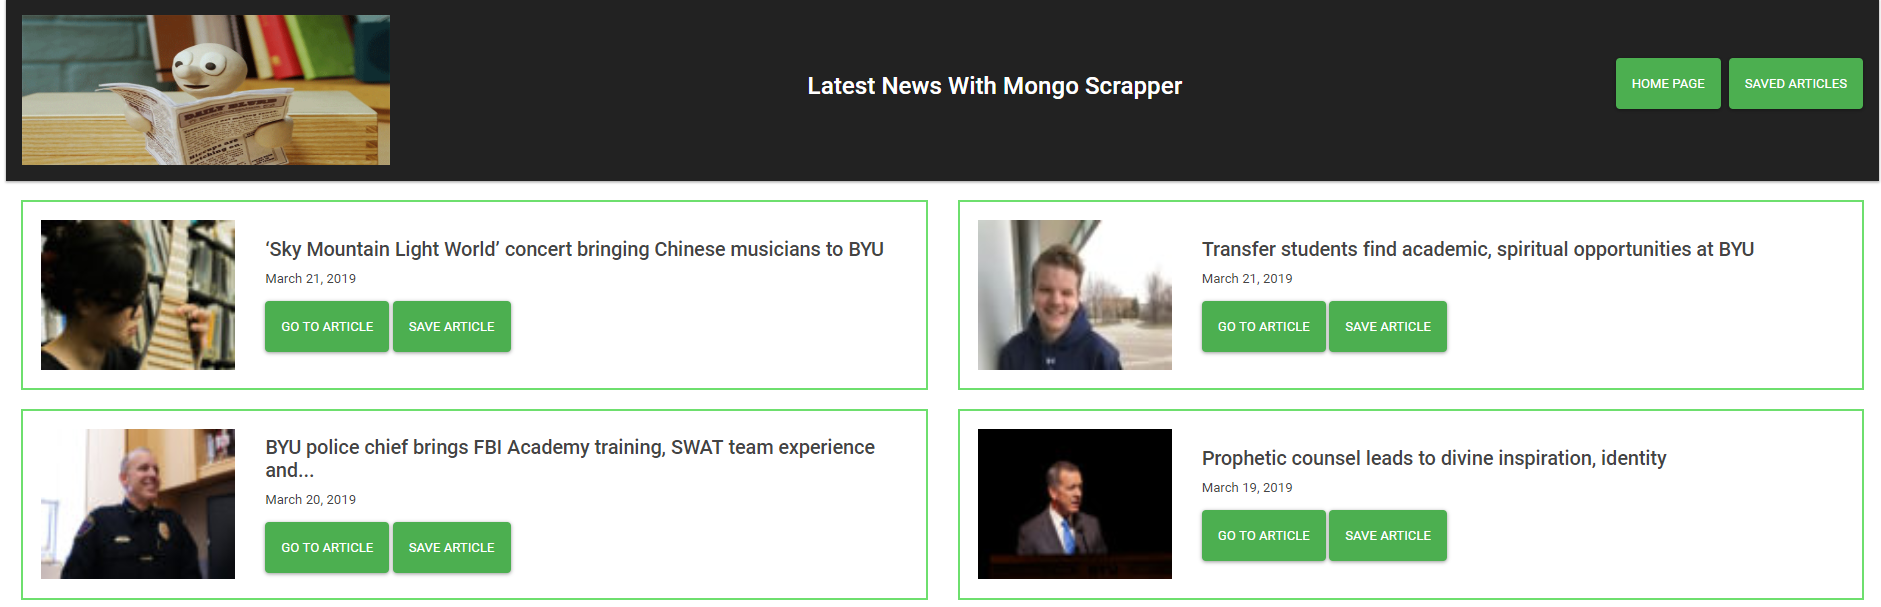 DAILY BLURB
Latest News With Mongo Scrapper
HOME PAGE
SAVED ARTICLES
‘Sky Mountain Light World’ concert bringing Chinese musicians to BYU
March 21, 2019
GO TO ARTICLE
SAVE ARTICLE
Transfer students find academic, spiritual opportunities at BYU
March 21, 2019
GO TO ARTICLE
SAVE ARTICLE
BYU police chief brings FBI Academy training, SWAT team experience
and...
March 20, 2019
GO TO ARTICLE
SAVE ARTICLE
Prophetic counsel leads to divine inspiration, identity
March 19, 2019
GO TO ARTICLE
SAVE ARTICLE
BYU